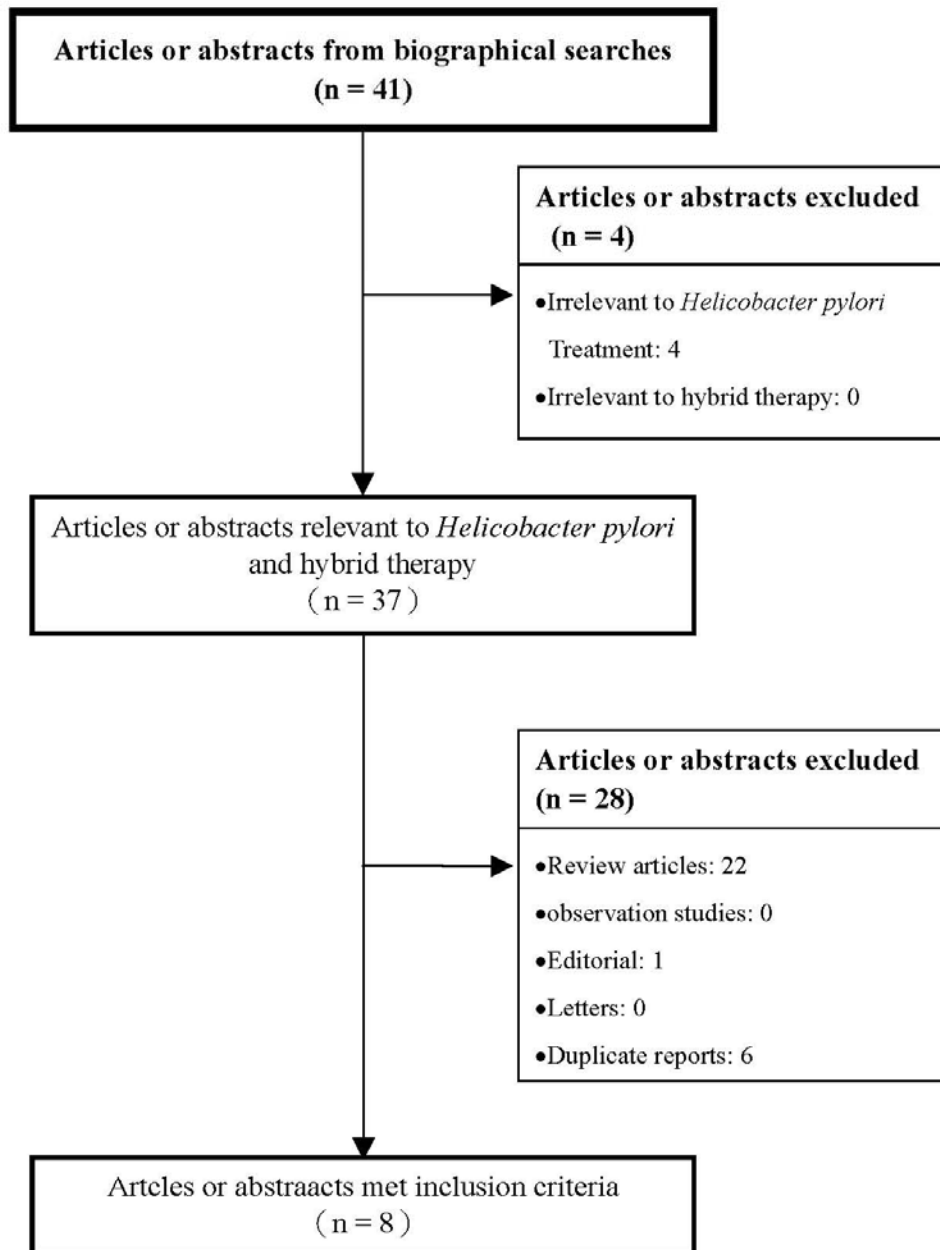 Articles or abstracts from biographical searches
(n = 41)
Articles or abstracts excluded
(n = 4)
•Irrelevant to Helicobacter pylori
Treatment: 4
•Irrelevant to hybrid therapy: 0
Articles or abstracts relevant to Helicobacter pylori
and hybrid therapy
( n = 37 )
Articles or abstracts excluded
(n = 28)
•Review articles: 22
•observation studies: 0
•Editorial: 1
•Letters: 0
•Duplicate reports: 6
Artcles or abstraacts met inclusion criteria
( n = 8 )